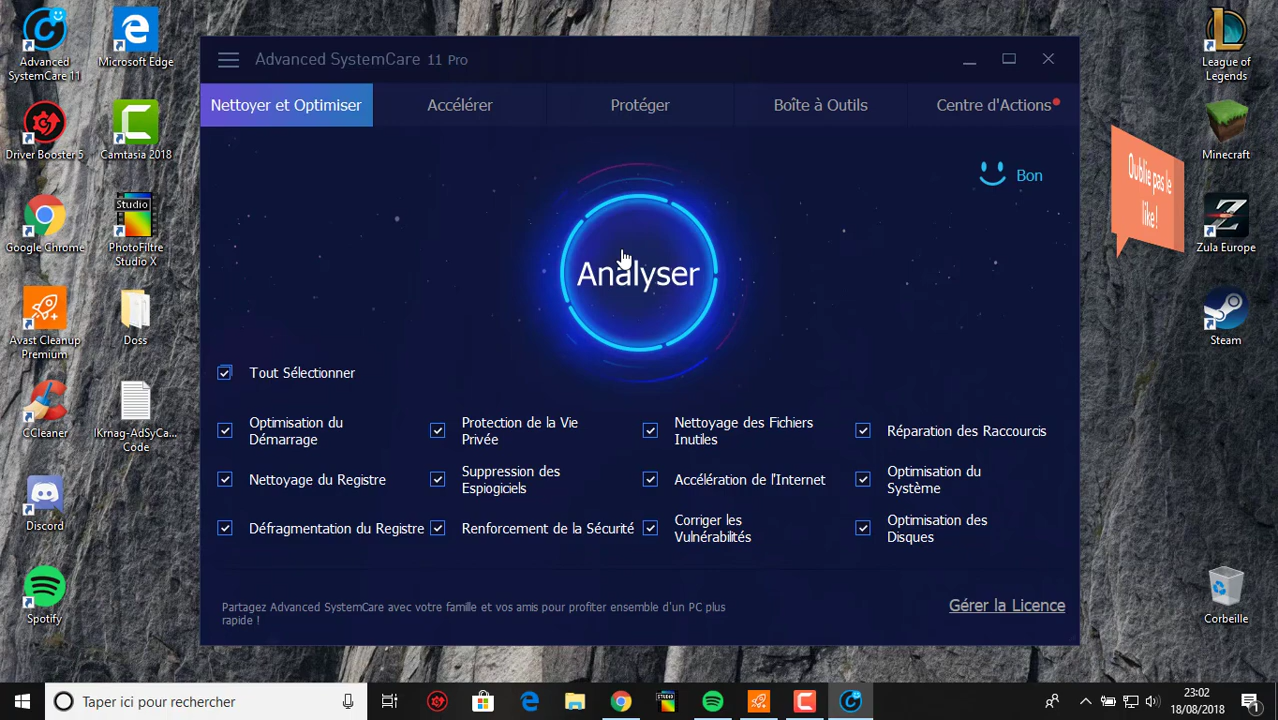 Advanced
SystemCare 11
Microsoft Edge
Driver Booster 5
Camtasia 2018
Google Chrome
Studio
PhotoFiltre
Studio X
Avast Cleanup
Premium
Doss
CCleaner
IKrnag-AdSyCa...
Code
Discord
Spotify
Advanced SystemCare 11 Pro
Nettoyer et Optimiser
Accélérer
Protéger
Boîte à Outils
Centre d'Actions
Bon
Analyser
Tout Sélectionner
Optimisation du
Démarrage
Protection de la Vie
Privée
Nettoyage des Fichiers
Inutiles
Réparation des Raccourcis
Nettoyage du Registre
Suppression des
Espiogiciels
Accélération de l'Internet
Optimisation du
Système
Défragmentation du Registre
Renforcement de la Sécurité
Corriger les
Vulnérabilités
Optimisation des
Disques
Partagez Advanced SystemCare avec votre famille et vos amis pour profiter ensemble d'un PC plus
rapide !
Gérer la Licence
Oublie pas le
like !
League of
Legends
Minecraft
Zula Europe
Steam
Corbeille
Taper ici pour rechercher
STUDIO
23:02
18/08/2018
1